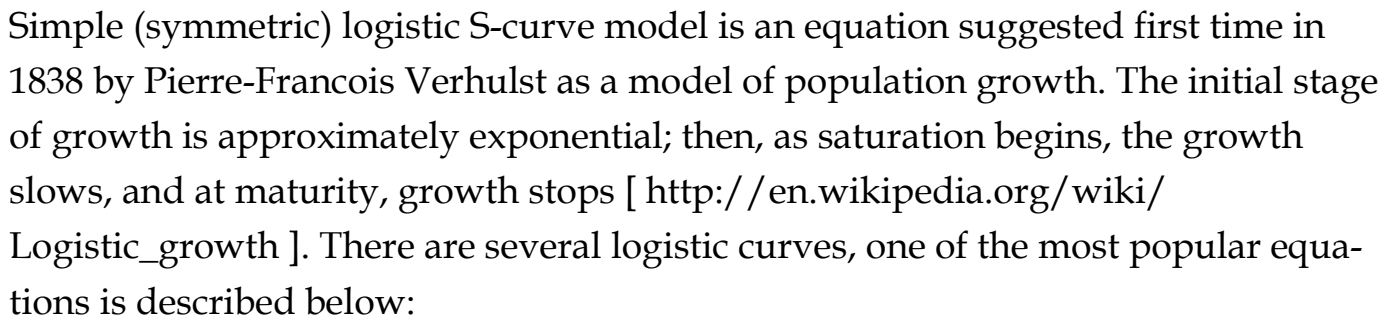 Simple (symmetric) logistic S-curve model is an equation suggested first time in
1838 by Pierre-Francois Verhulst as a model of population growth. The initial stage
of growth is approximately exponential; then, as saturation begins, the growth
slows, and at maturity, growth stops [ http://en.wikipedia.org/wiki/
Logistic_growth ]. There are several logistic curves, one of the most popular equa-
tions is described below: